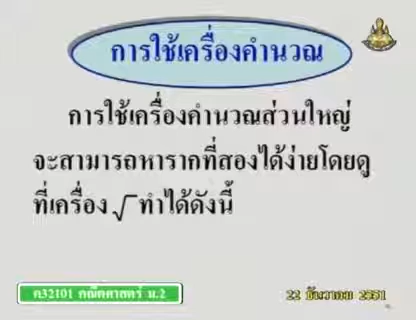 การใช้เครื่องคำนวณ
การใช้เครื่องคำนวณส่วนใหญ่
จะสามารถหารากที่สองได้ง่ายโดยดู
ที่เครื่อง √ ทำได้ดังนี้
ค32101 คณิตศาสตร์ ม.2
22 ธันวาคม 2551